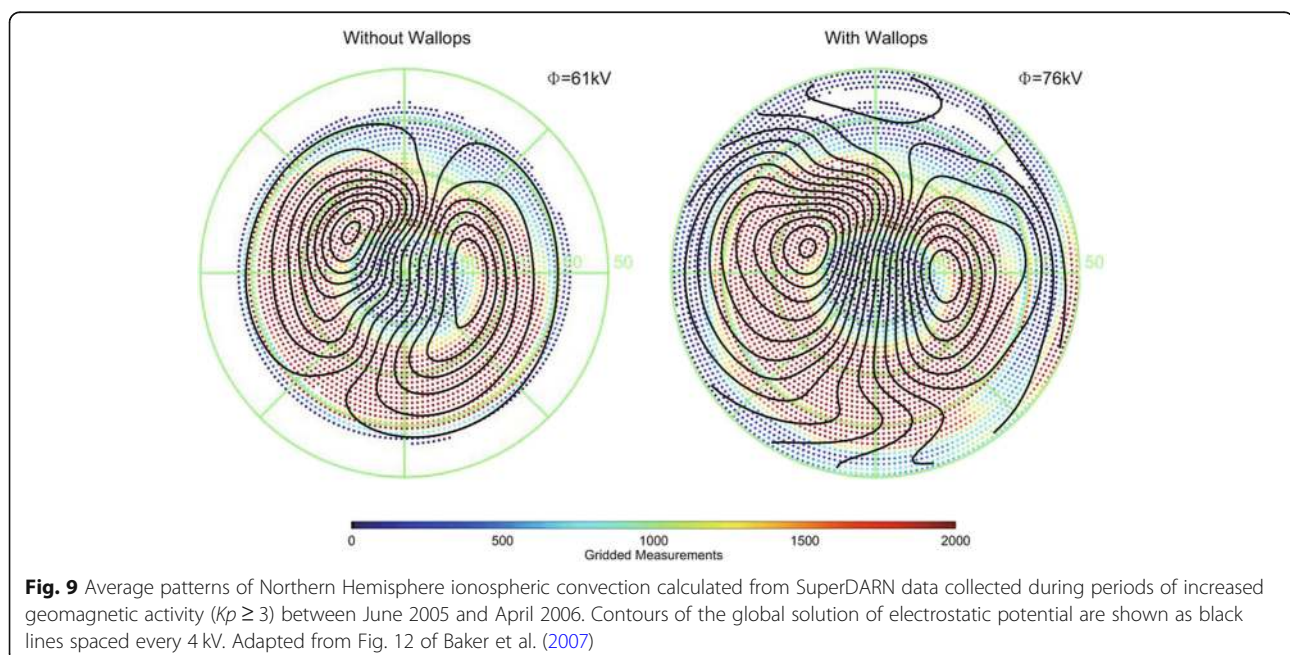 Without Wallops
With Wallops
Φ=61kV
Φ=76kV
50
50
0 500 1000 1500 2000
Gridded Measurements
Fig. 9 Average patterns of Northern Hemisphere ionospheric convection calculated from SuperDARN data collected during periods of increased
geomagnetic activity (Kp ≥ 3) between June 2005 and April 2006. Contours of the global solution of electrostatic potential are shown as black
lines spaced every 4 kV. Adapted from Fig. 12 of Baker et al. (2007)